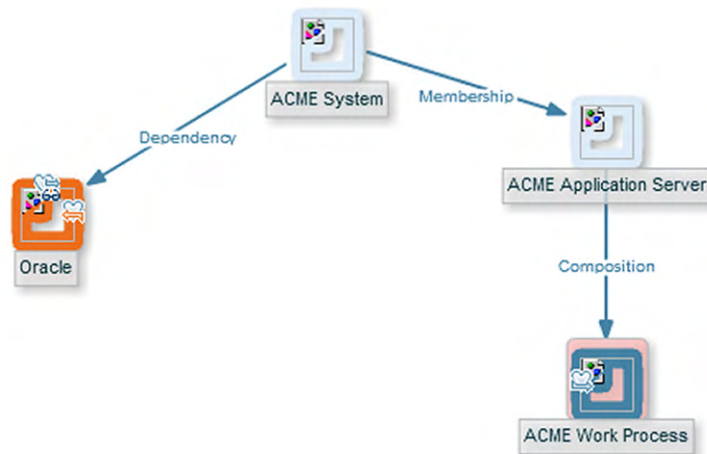 ACME System
Membership
Dependency
ACME Application Server
Oracle
Composition
ACME Work Process